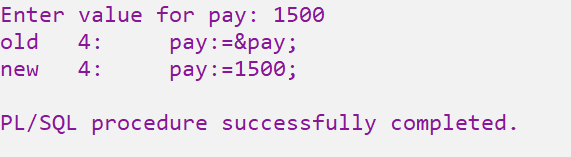 Enter value for pay: 1500
old   4:     pay:=&pay;
new   4:     pay:=1500;
PL/SQL procedure successfully completed.